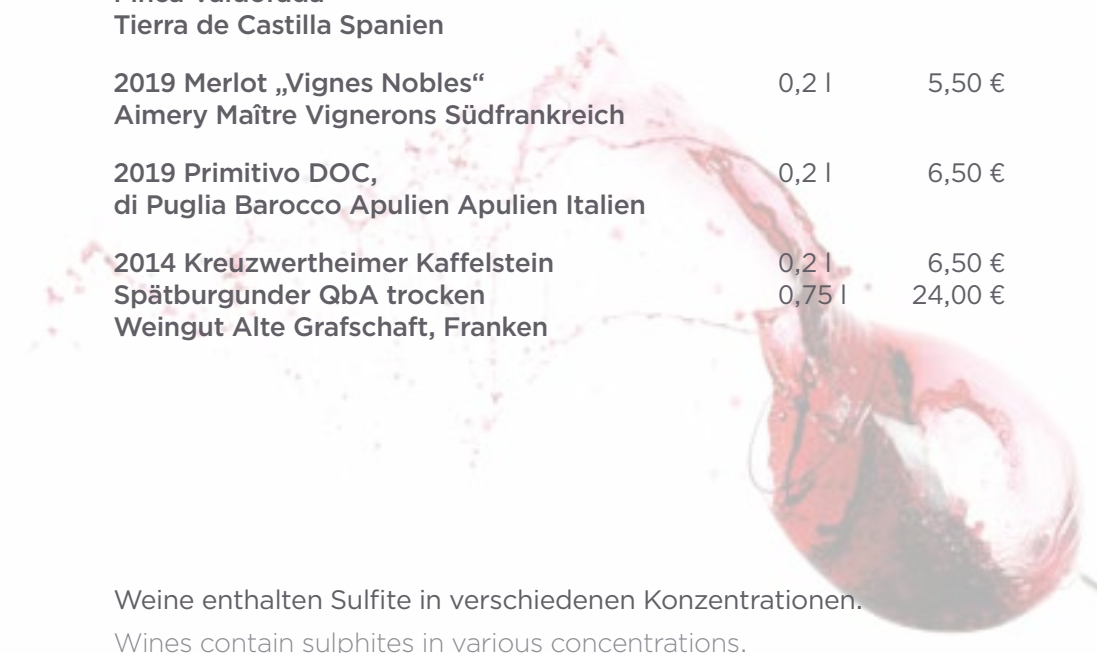 Tierra de Castilla Spanien
2019 Merlot „Vignes Nobles“ 0,2 l 5,50 €
Aimery Maître Vignerons Südfrankreich
2019 Primitivo DOC, 0,2 l 6,50 €
di Puglia Barocco Apulien Apulien Italien
2014 Kreuzwertheimer Kaffelstein 0,2 l 6,50 €
Spätburgunder QbA trocken 0,75 l 24,00 €
Weingut Alte Grafschaft, Franken
Weine enthalten Sulfite in verschiedenen Konzentrationen.
Wines contain sulphites in various concentrations.